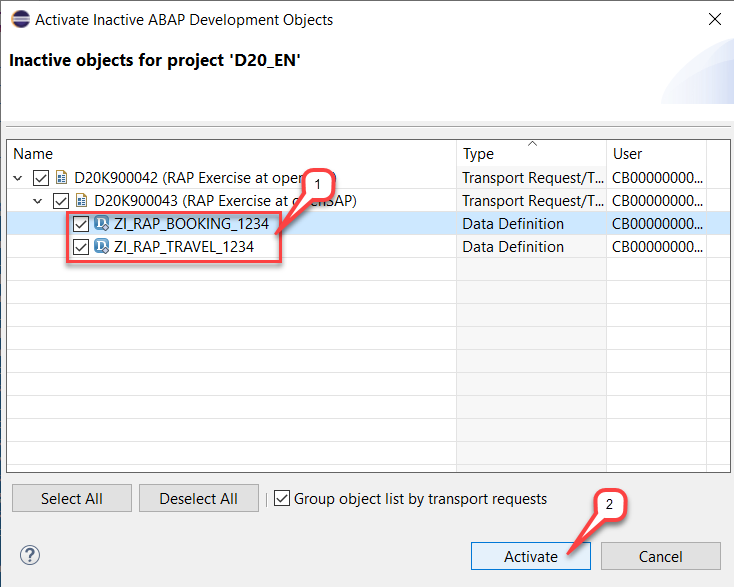 Activate Inactive ABAP Development Objects
Inactive objects for project 'D20_EN'
Name Type User
D20K900042 (RAP Exercise at open Transport Request/T... CB00000000...
1
D20K900043 (RAP Exercise at openSAP) Transport Request/T... CB00000000...
ZI_RAP_BOOKING_1234 Data Definition CB00000000...
ZI_RAP_TRAVEL_1234 Data Definition CB00000000...
Select All Deselect All Group object list by transport requests
2
? Activate Cancel